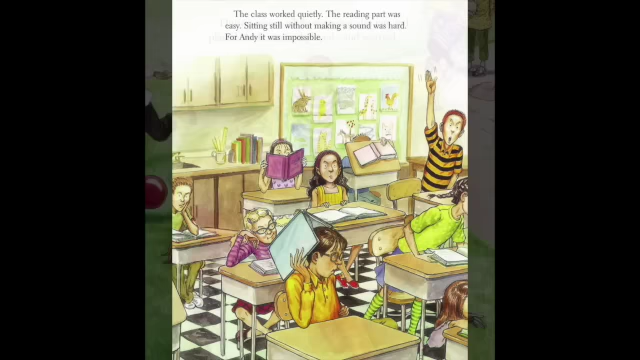 The class worked quietly. The reading part was
easy. Sitting still without making a sound was hard.
For Andy it was impossible.